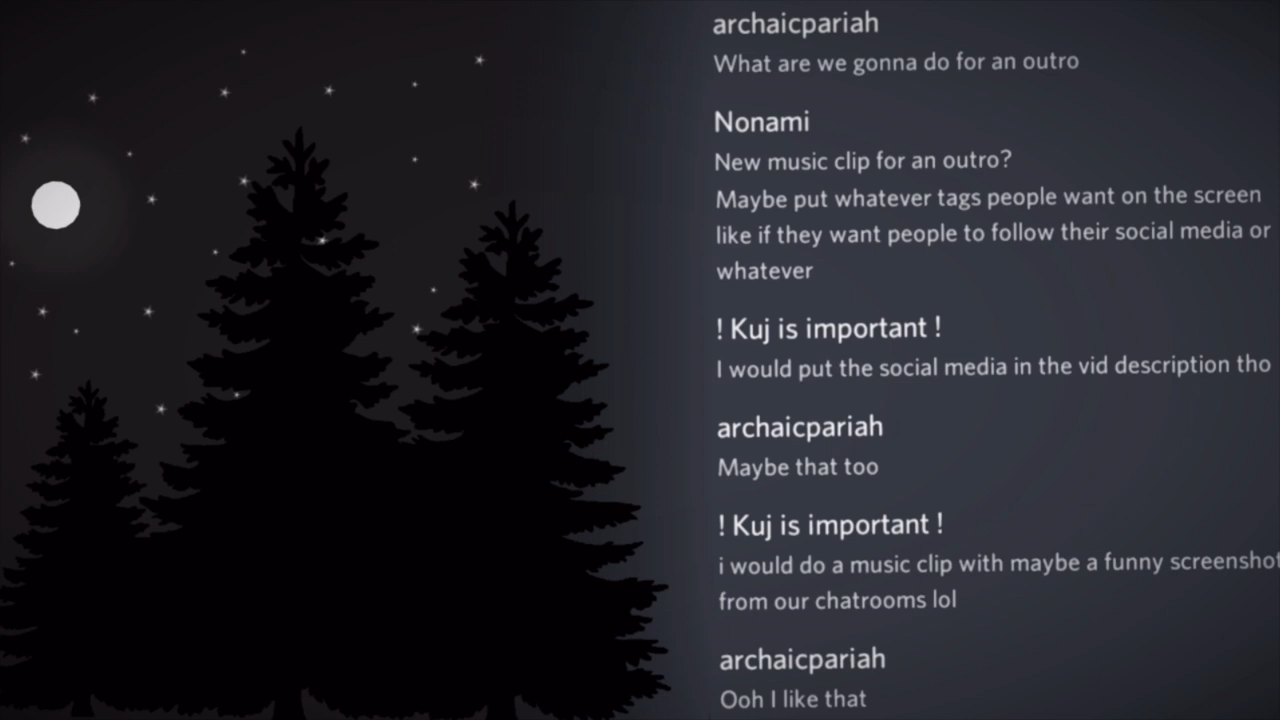 archaicpariah
What are we gonna do for an outro
Nonami
New music clip for an outro?
Maybe put whatever tags people want on the screen
like if they want people to follow their social media or
whatever
! Kuj is important !
I would put the social media in the vid description tho
archaicpariah
Maybe that too
! Kuj is important !
i would do a music clip with maybe a funny screenshot
from our chatrooms lol
archaicpariah
Ooh I like that